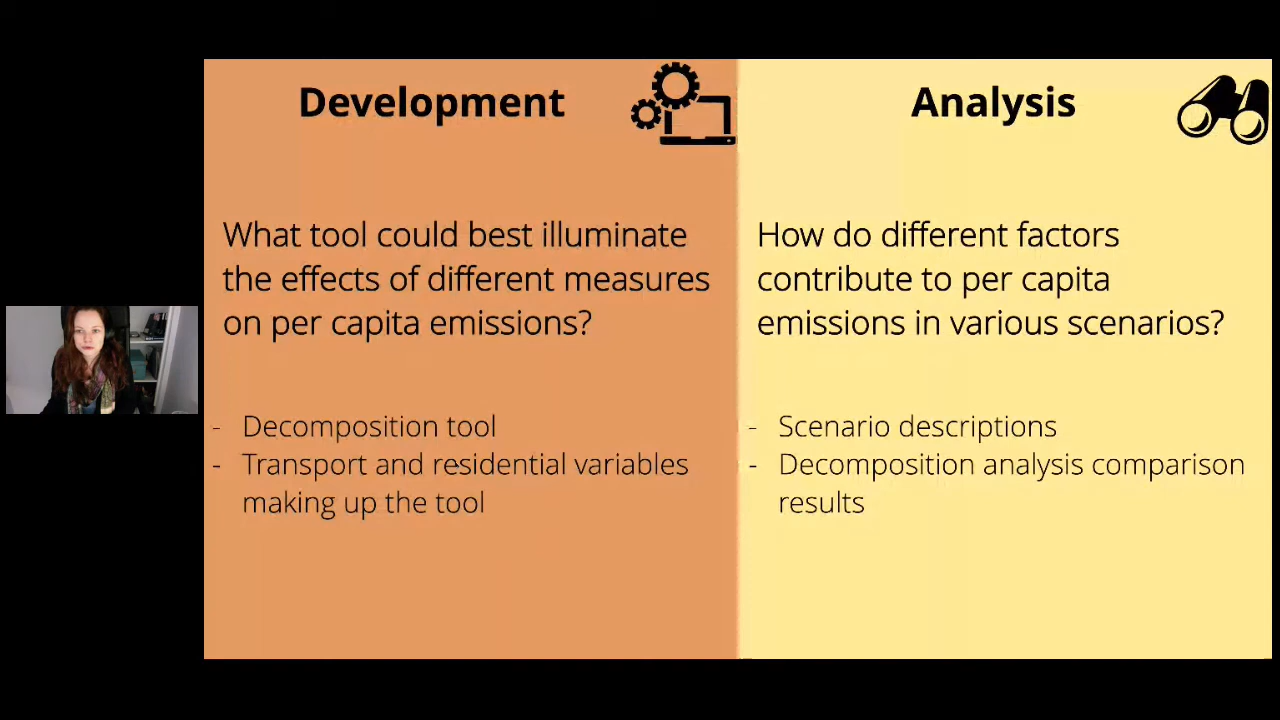 Development
What tool could best illuminate
the effects of different measures
on per capita emissions?
- Decomposition tool
- Transport and residential variables
making up the tool
Analysis
How do different factors
contribute to per capita
emissions in various scenarios?
- Scenario descriptions
- Decomposition analysis comparison
results